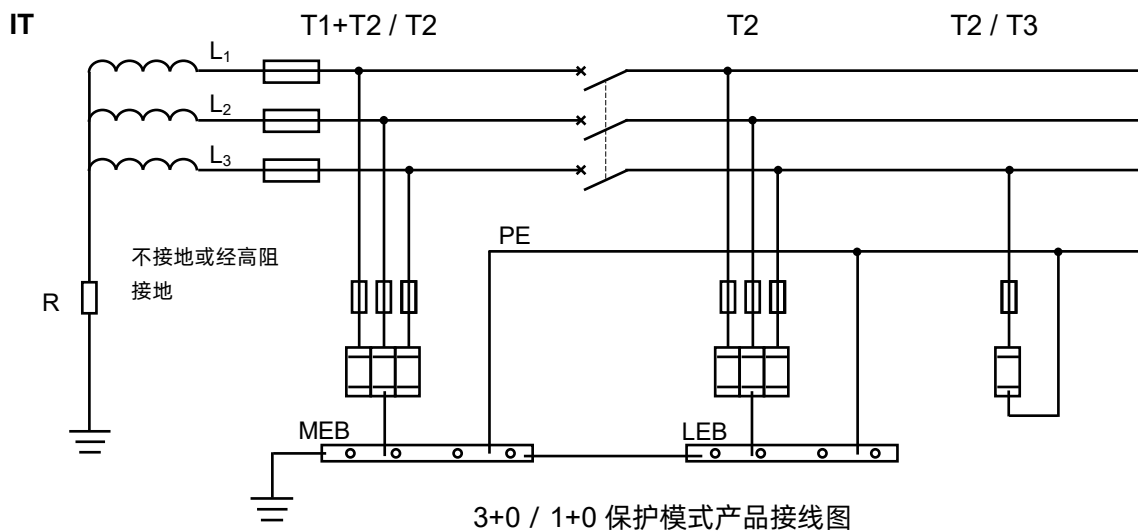 IT
T1+T2 / T2
T2
T2 / T3
L₁
L₂
L₃
PE
不接地或经高阻
接地
R
MEB
LEB
3+0 / 1+0 保护模式产品接线图